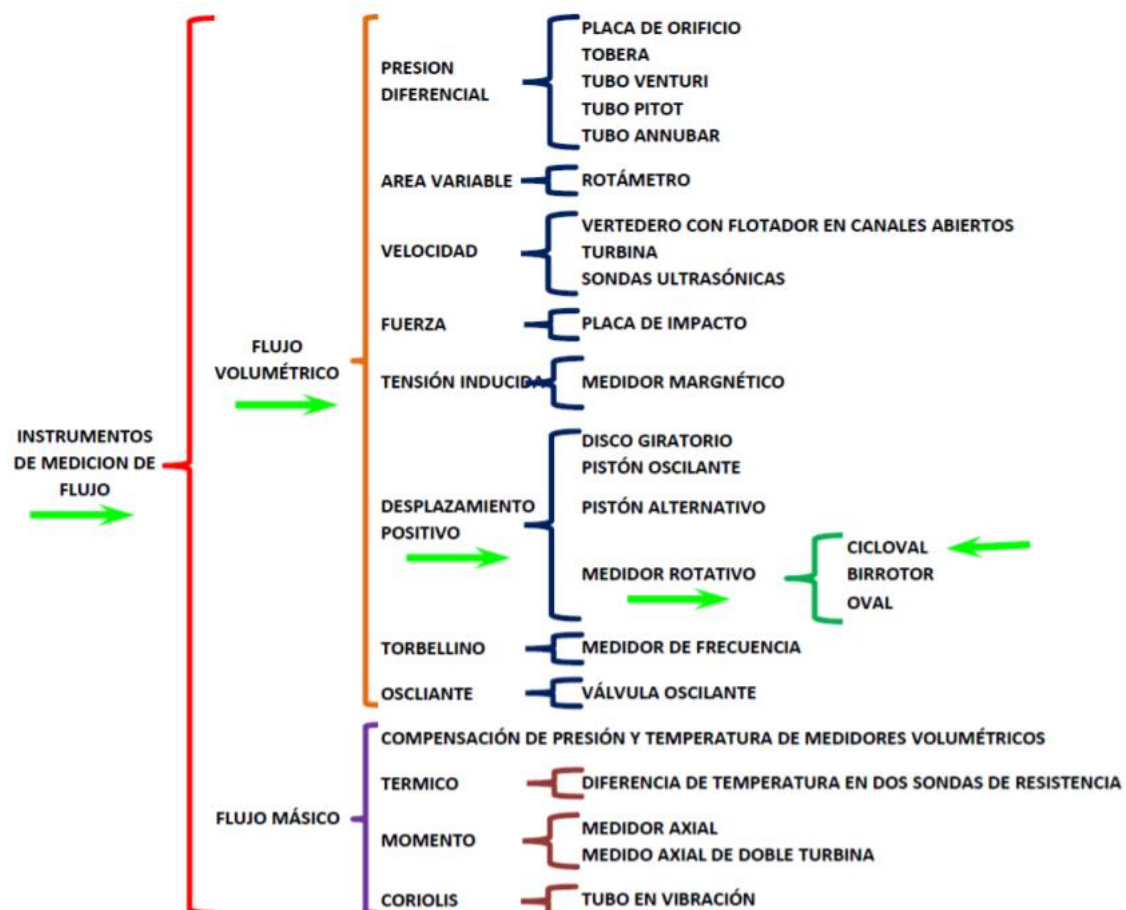 INSTRUMENTOS
DE MEDICION DE
FLUJO
FLUJO
VOLUMÉTRICO
PRESION
DIFERENCIAL
PLACA DE ORIFICIO
TOBERA
TUBO VENTURI
TUBO PITOT
TUBO ANNUBAR
AREA VARIABLE
ROTÁMETRO
VELOCIDAD
VERTEDERO CON FLOTADOR EN CANALES ABIERTOS
TURBINA
SONDAS ULTRASÓNICAS
FUERZA
PLACA DE IMPACTO
TENSIÓN INDUCIDA
MEDIDOR MARGNÉTICO
DESPLAZAMIENTO
POSITIVO
DISCO GIRATORIO
PISTÓN OSCILANTE
PISTÓN ALTERNATIVO
MEDIDOR ROTATIVO
CICLOVAL
BIRROTOR
OVAL
TORBELLINO
MEDIDOR DE FRECUENCIA
OSCLIANTE
VÁLVULA OSCILANTE
FLUJO MÁSICO
COMPENSACIÓN DE PRESIÓN Y TEMPERATURA DE MEDIDORES VOLUMÉTRICOS
TERMICO
DIFERENCIA DE TEMPERATURA EN DOS SONDAS DE RESISTENCIA
MOMENTO
MEDIDOR AXIAL
MEDIDO AXIAL DE DOBLE TURBINA
CORIOLIS
TUBO EN VIBRACIÓN